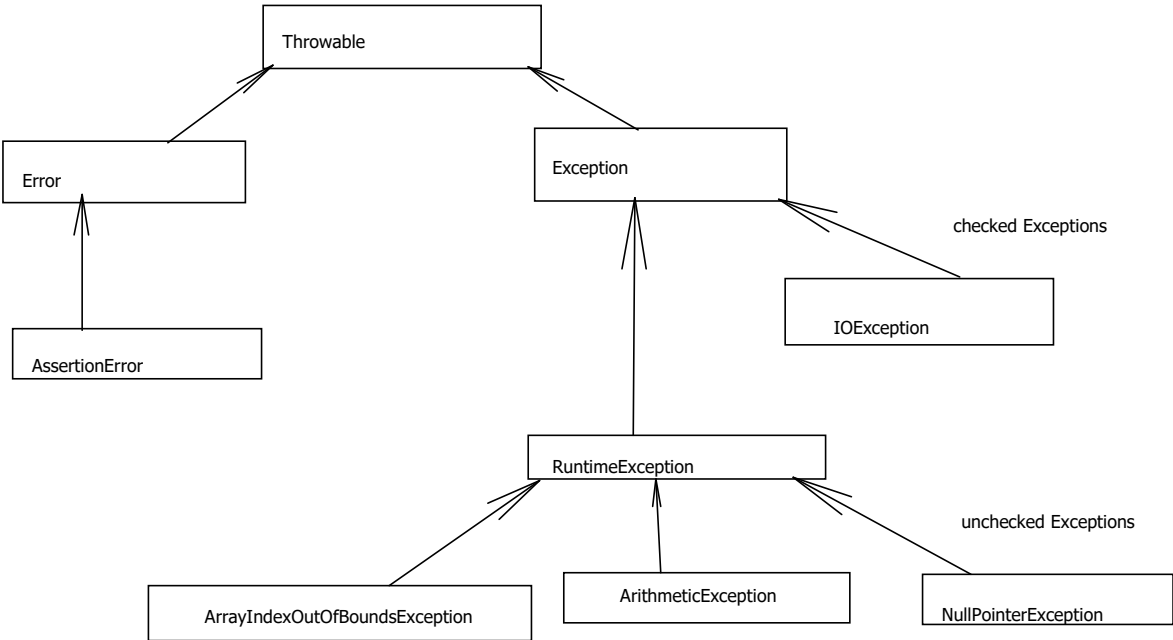 Throwable
Error
Exception
checked Exceptions
IOException
AssertionError
RuntimeException
unchecked Exceptions
ArrayIndexOutOfBoundsException
ArithmeticException
NullPointerException